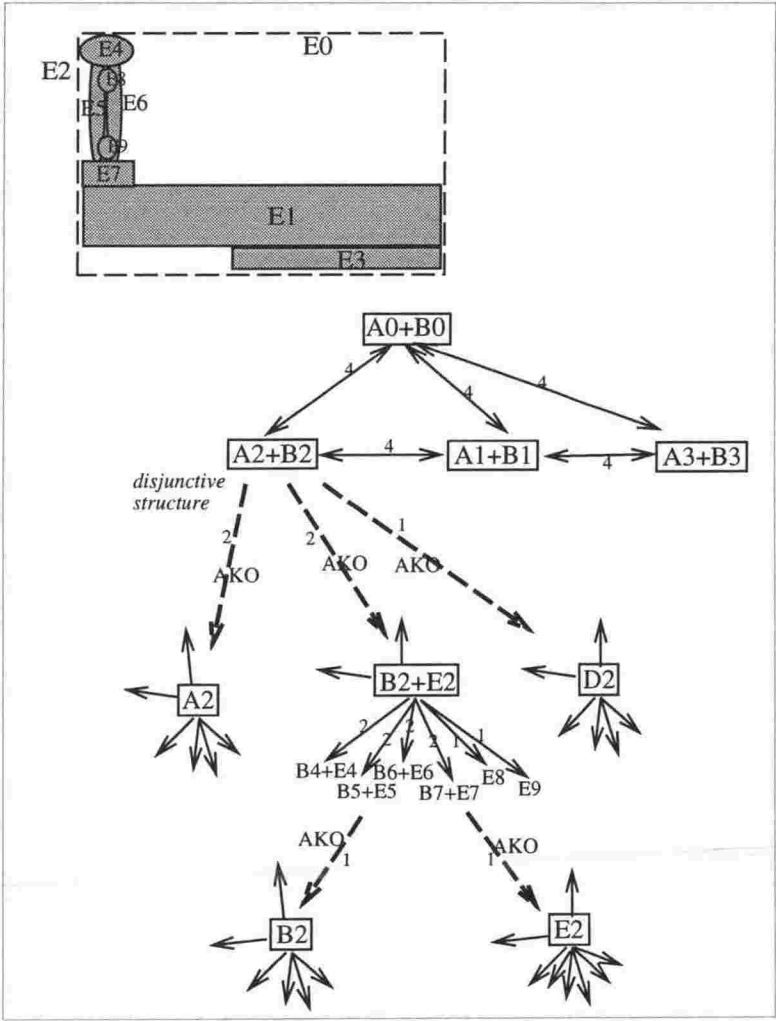 E4
E0
E2
E8
E5
E6
E9
E7
E1
E3
A0+B0
4
4
4
A2+B2
4
A1+B1
4
A3+B3
disjunctive
structure
2
2
1
AKO
AKO
AKO
A2
B2+E2
D2
2
2
2
2
1
1
B4+E4
B6+E6
E8
E9
B5+E5
B7+E7
AKO
1
AKO
1
B2
E2